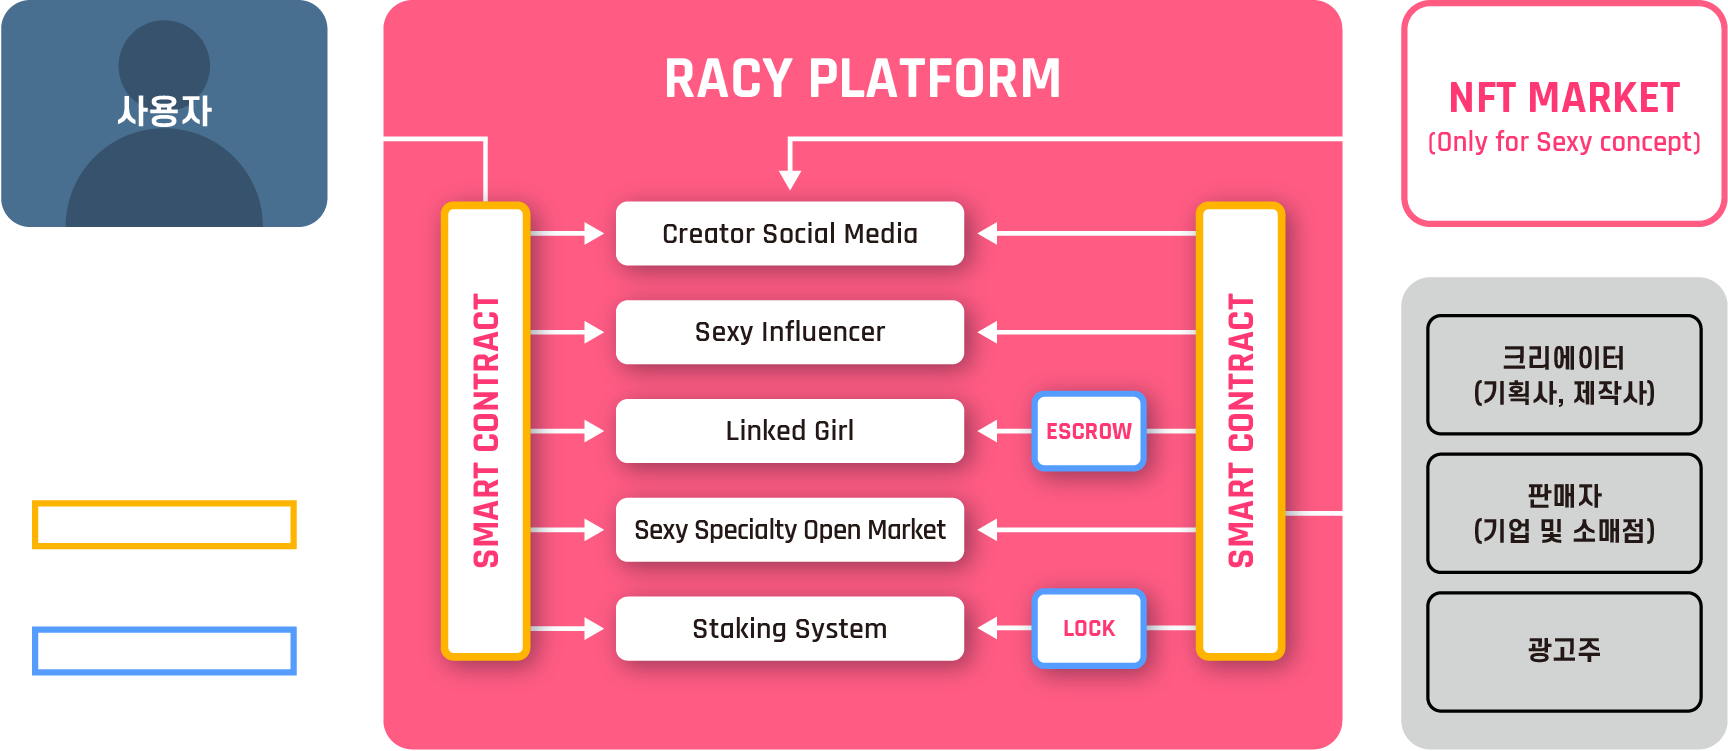 사용자
RACY PLATFORM
SMART CONTRACT
Creator Social Media
Sexy Influencer
Linked Girl
Sexy Specialty Open Market
Staking System
ESCROW
LOCK
SMART CONTRACT
NFT MARKET
(Only for Sexy concept)
크리에이터
(기획사, 제작사)
판매자
(기업 및 소매점)
광고주